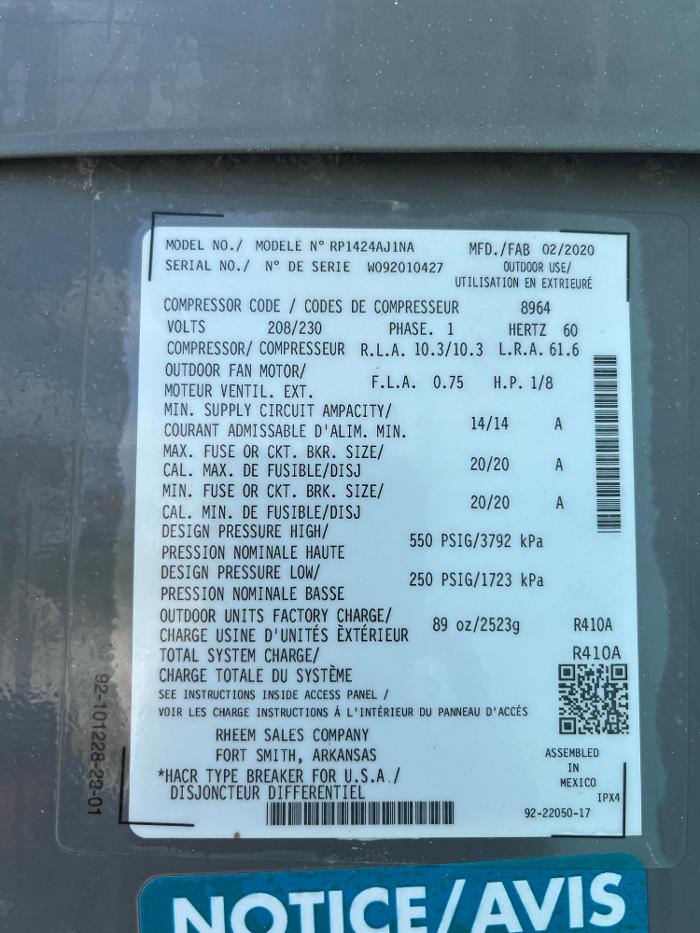 MODEL NO./ MODELE N° RP1424AJ1NA MFD./FAB 02/2020
SERIAL NO./ N° DE SERIE W092010427 OUTDOOR USE/
UTILISATION EN EXTRIEURÉ
COMPRESSOR CODE / CODES DE COMPRESSEUR 8964
VOLTS 208/230 PHASE. 1 HERTZ 60
COMPRESSOR/ COMPRESSEUR R.L.A. 10.3/10.3 L.R.A. 61.6
OUTDOOR FAN MOTOR/
MOTEUR VENTIL. EXT. F.L.A. 0.75 H.P. 1/8
MIN. SUPPLY CIRCUIT AMPACITY/
COURANT ADMISSABLE D'ALIM. MIN. 14/14 A
MAX. FUSE OR CKT. BKR. SIZE/
CAL. MAX. DE FUSIBLE/DISJ 20/20 A
MIN. FUSE OR CKT. BRK. SIZE/
CAL. MIN. DE FUSIBLE/DISJ 20/20 A
DESIGN PRESSURE HIGH/
PRESSION NOMINALE HAUTE 550 PSIG/3792 kPa
DESIGN PRESSURE LOW/
PRESSION NOMINALE BASSE 250 PSIG/1723 kPa
OUTDOOR UNITS FACTORY CHARGE/
CHARGE USINE D'UNITÉS ÈXTÉRIEUR 89 oz/2523g R410A
TOTAL SYSTEM CHARGE/ R410A
CHARGE TOTALE DU SYSTÈME
SEE INSTRUCTIONS INSIDE ACCESS PANEL /
VOIR LES CHARGE INSTRUCTIONS Á L'INTÉRIEUR DU PANNEAU D'ACCÉS
RHEEM SALES COMPANY
FORT SMITH, ARKANSAS
ASSEMBLED
IN
MEXICO
*HACR TYPE BREAKER FOR U.S.A./
DISJONCTEUR DIFFERENTIEL
IPX4
92-22050-17
92-101228-29-01
NOTICE/AVIS